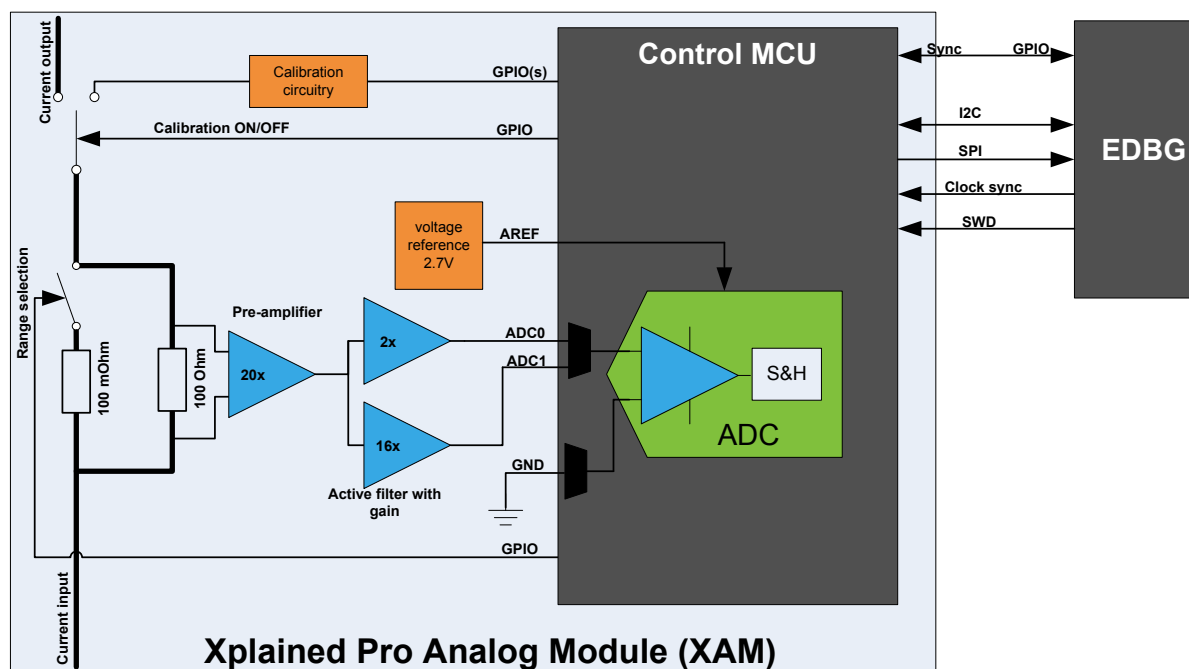 Current output
Calibration
circuitry
GPIO(s)
Control MCU
Sync
GPIO
Calibration ON/OFF
GPIO
I2C
SPI
EDBG
Clock sync
SWD
voltage
reference
2.7V
AREF
Range selection
Pre-amplifier
100 mOhm
100 Ohm
20x
2x
ADC0
ADC1
S&H
ADC
16x
GND
Active filter with
gain
GPIO
Current input
Xplained Pro Analog Module (XAM)